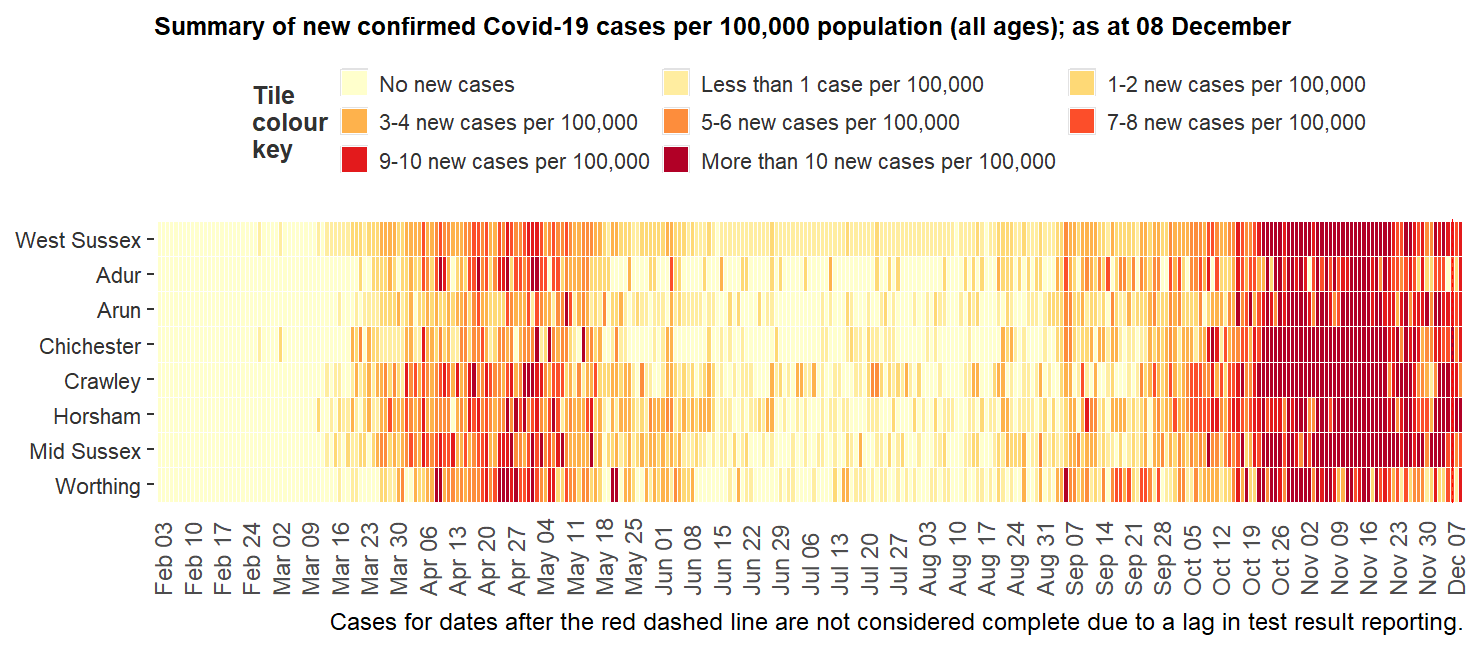 Summary of new confirmed Covid-19 cases per 100,000 population (all ages); as at 08 December
Tile colour key
No new cases
Less than 1 case per 100,000
1-2 new cases per 100,000
3-4 new cases per 100,000
5-6 new cases per 100,000
7-8 new cases per 100,000
9-10 new cases per 100,000
More than 10 new cases per 100,000
West Sussex
Adur
Arun
Chichester
Crawley
Horsham
Mid Sussex
Worthing
Feb 03
Feb 10
Feb 17
Feb 24
Mar 02
Mar 09
Mar 16
Mar 23
Mar 30
Apr 06
Apr 13
Apr 20
Apr 27
May 04
May 11
May 18
May 25
Jun 01
Jun 08
Jun 15
Jun 22
Jun 29
Jul 06
Jul 13
Jul 20
Jul 27
Aug 03
Aug 10
Aug 17
Aug 24
Aug 31
Sep 07
Sep 14
Sep 21
Sep 28
Oct 05
Oct 12
Oct 19
Oct 26
Nov 02
Nov 09
Nov 16
Nov 23
Nov 30
Dec 07
Cases for dates after the red dashed line are not considered complete due to a lag in test result reporting.